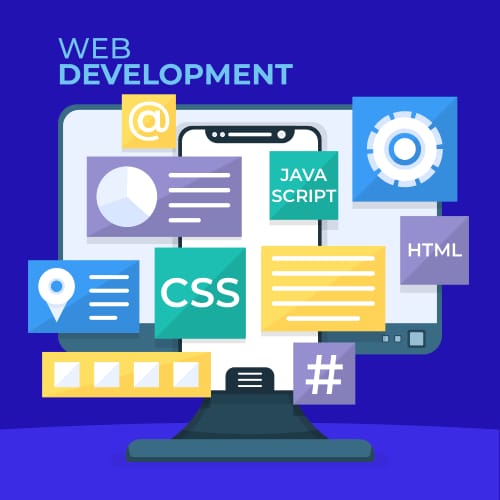 WEB
DEVELOPMENT
@
JAVA
SCRIPT
HTML
CSS
#